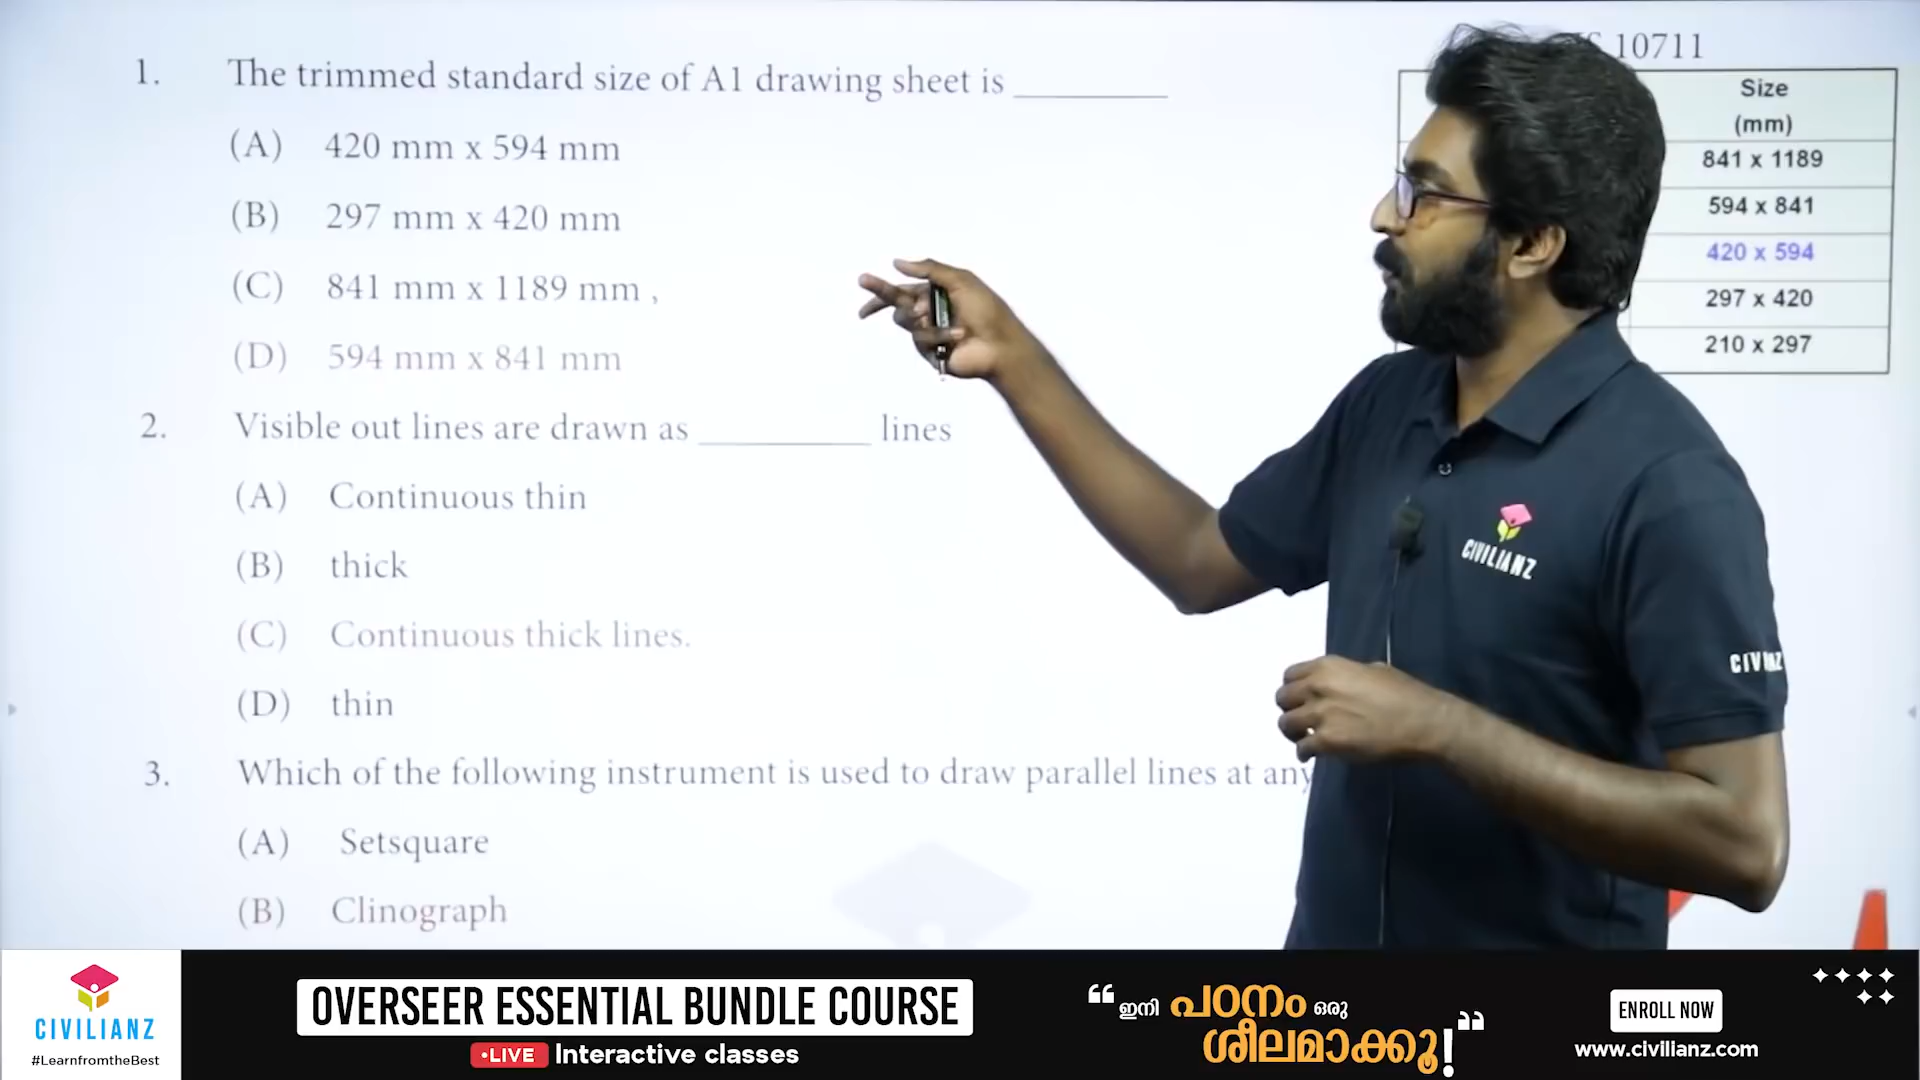 1. The trimmed standard size of A1 drawing sheet is ________
(A) 420 mm x 594 mm
(B) 297 mm x 420 mm
(C) 841 mm x 1189 mm ,
(D) 594 mm x 841 mm
2. Visible out lines are drawn as ________ lines
(A) Continuous thin
(B) thick
(C) Continuous thick lines.
(D) thin
3. Which of the following instrument is used to draw parallel lines at any
(A) Setsquare
(B) Clinograph
10711
Size
(mm)
841 x 1189
594 x 841
420 x 594
297 x 420
210 x 297
CIVILIANZ
CIVILIANZ
#LearnfromtheBest
OVERSEER ESSENTIAL BUNDLE COURSE
•LIVE Interactive classes
“ഇനി പഠനം ഒരു
ശീലമാക്കൂ!”
ENROLL NOW
www.civilianz.com